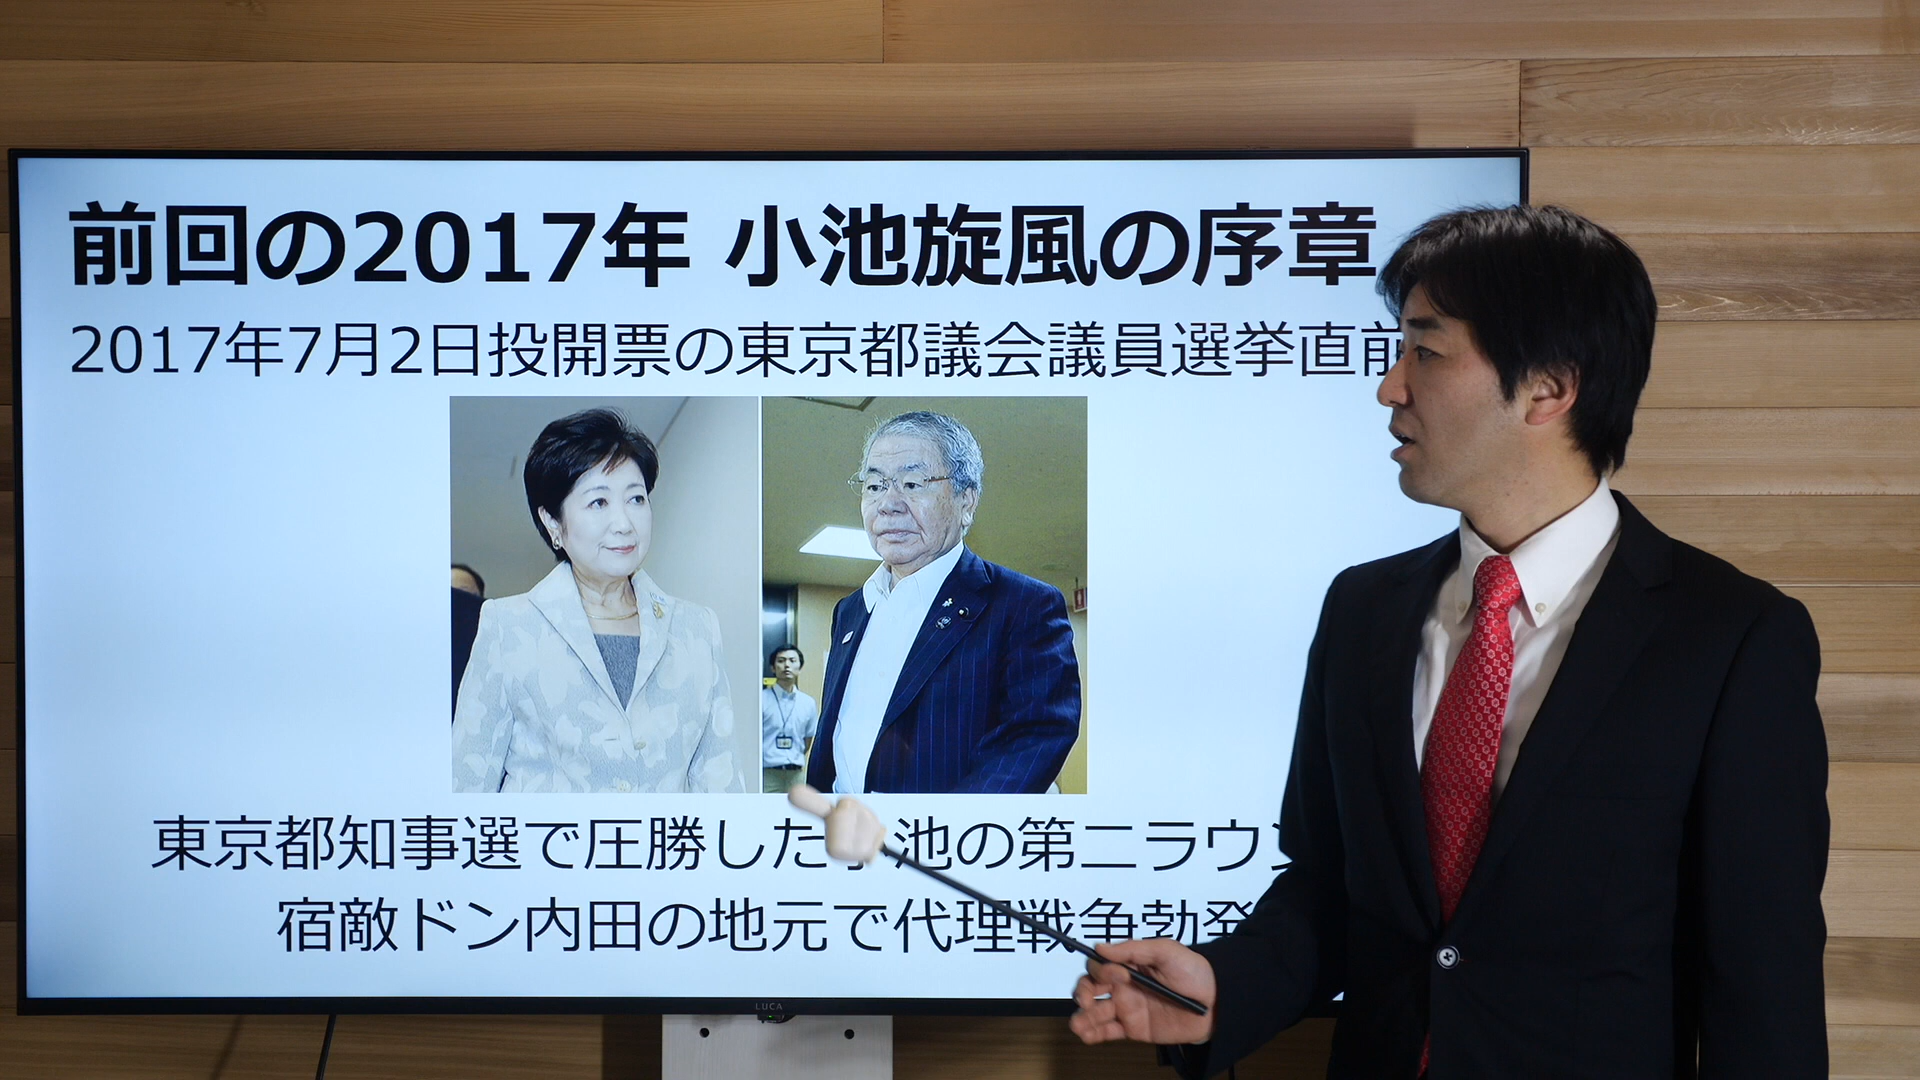 前回の2017年 小池旋風の序章
2017年7月2日投開票の東京都議会議員選挙直前
東京都知事選で圧勝した小池の第二ラウン
宿敵ドン内田の地元で代理戦争勃発
LUCA